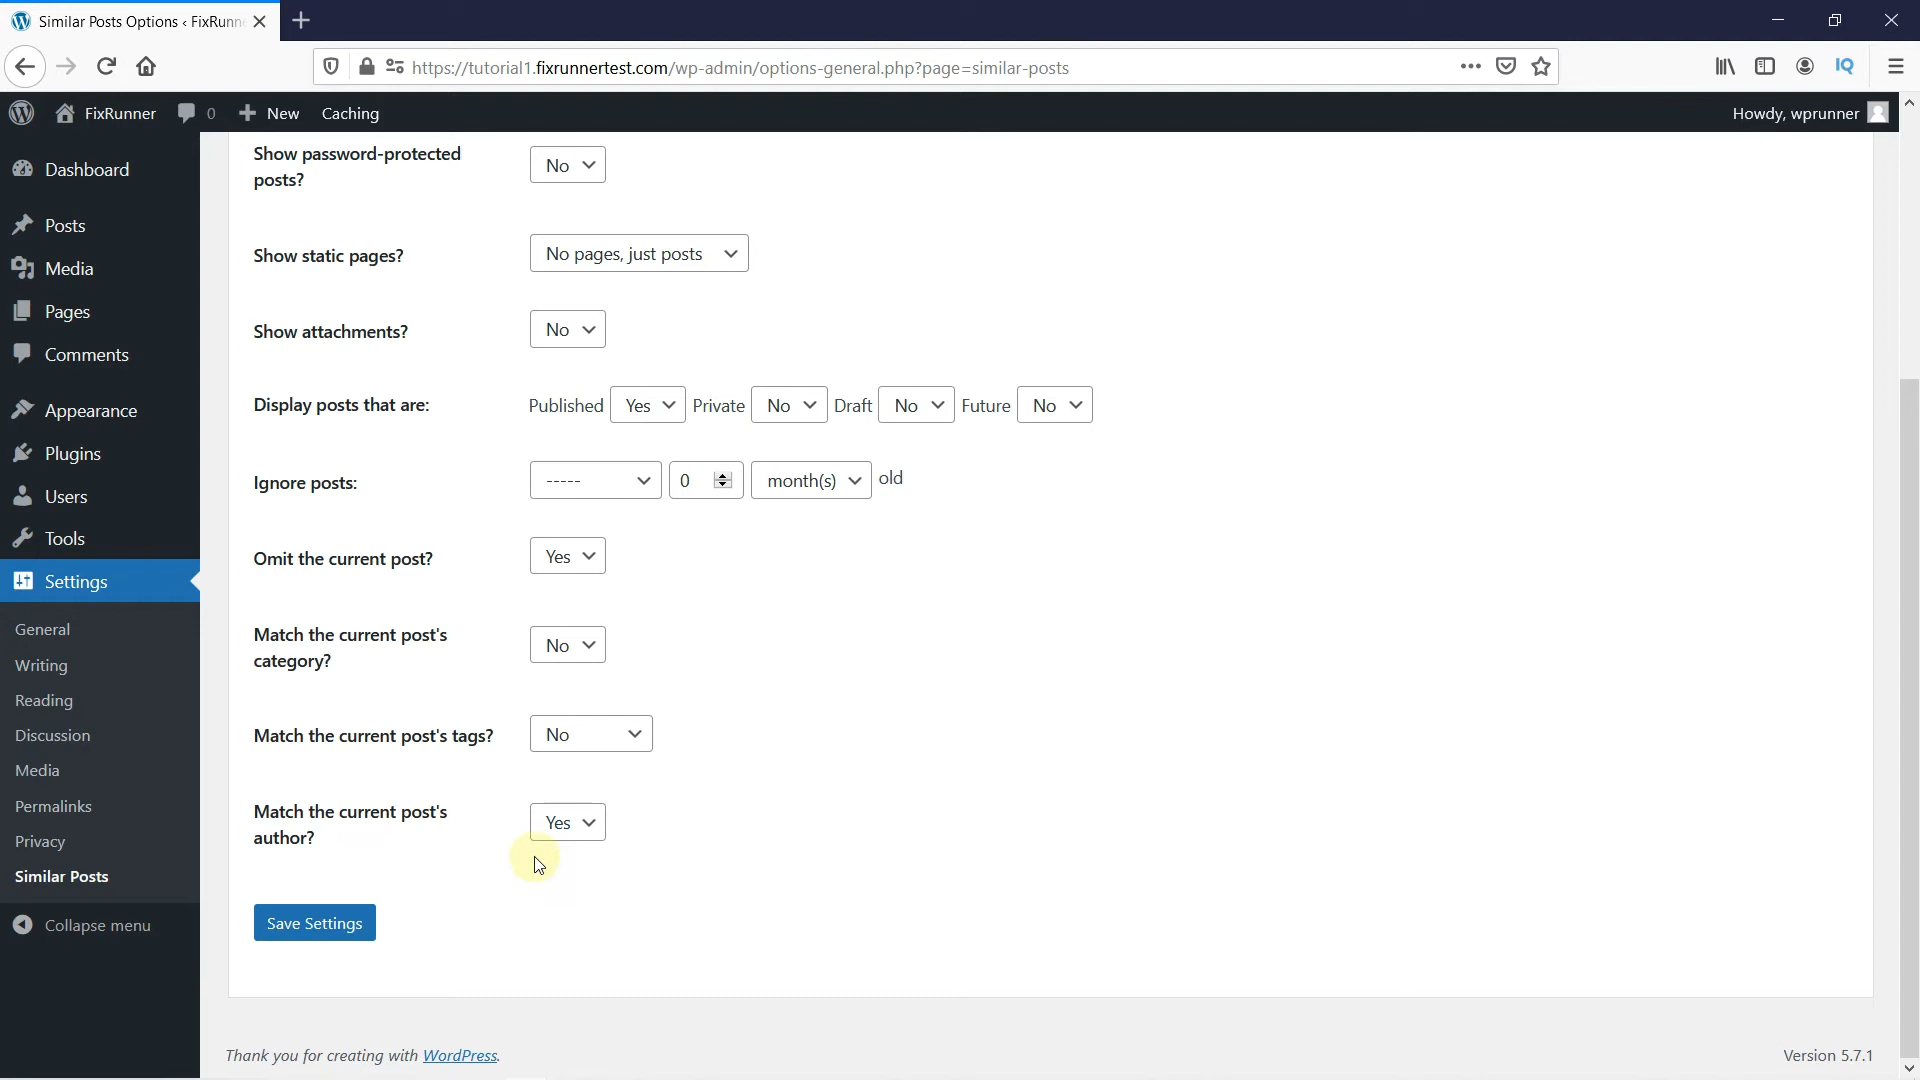 Similar Posts Options ‹ FixRunn
https://tutorial1.fixrunnertest.com/wp-admin/options-general.php?page=similar-posts
IQ
FixRunner 0 New Caching Howdy, wprunner
Dashboard
Posts
Media
Pages
Comments
Appearance
Plugins
Users
Tools
Settings
General
Writing
Reading
Discussion
Media
Permalinks
Privacy
Similar Posts
Collapse menu
Show password-protected
posts?
No
Show static pages?
No pages, just posts
Show attachments?
No
Display posts that are:
Published Yes Private No Draft No Future No
Ignore posts:
----- 0 month(s) old
Omit the current post?
Yes
Match the current post's
category?
No
Match the current post's tags?
No
Match the current post's
author?
Yes
Save Settings
Thank you for creating with WordPress.
Version 5.7.1